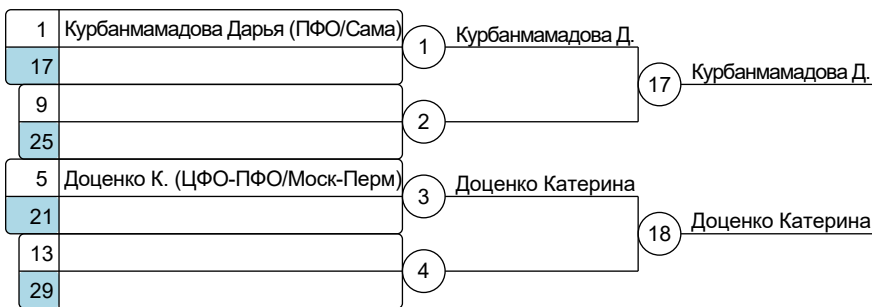 1 Курбанмамадова Дарья (ПФО/Сама)
17
1 Курбанмамадова Д.
17 Курбанмамадова Д.
9
25
2
5 Доценко К. (ЦФО-ПФО/Моск-Перм)
21
3 Доценко Катерина
18 Доценко Катерина
13
29
4